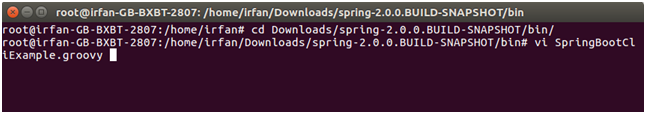 root@irfan-GB-BXBT-2807: /home/irfan/Downloads/spring-2.0.0.BUILD-SNAPSHOT/bin
root@irfan-GB-BXBT-2807:/home/irfan# cd Downloads/spring-2.0.0.BUILD-SNAPSHOT/bin/
root@irfan-GB-BXBT-2807:/home/irfan/Downloads/spring-2.0.0.BUILD-SNAPSHOT/bin# vi SpringBootCl
iExample.groovy